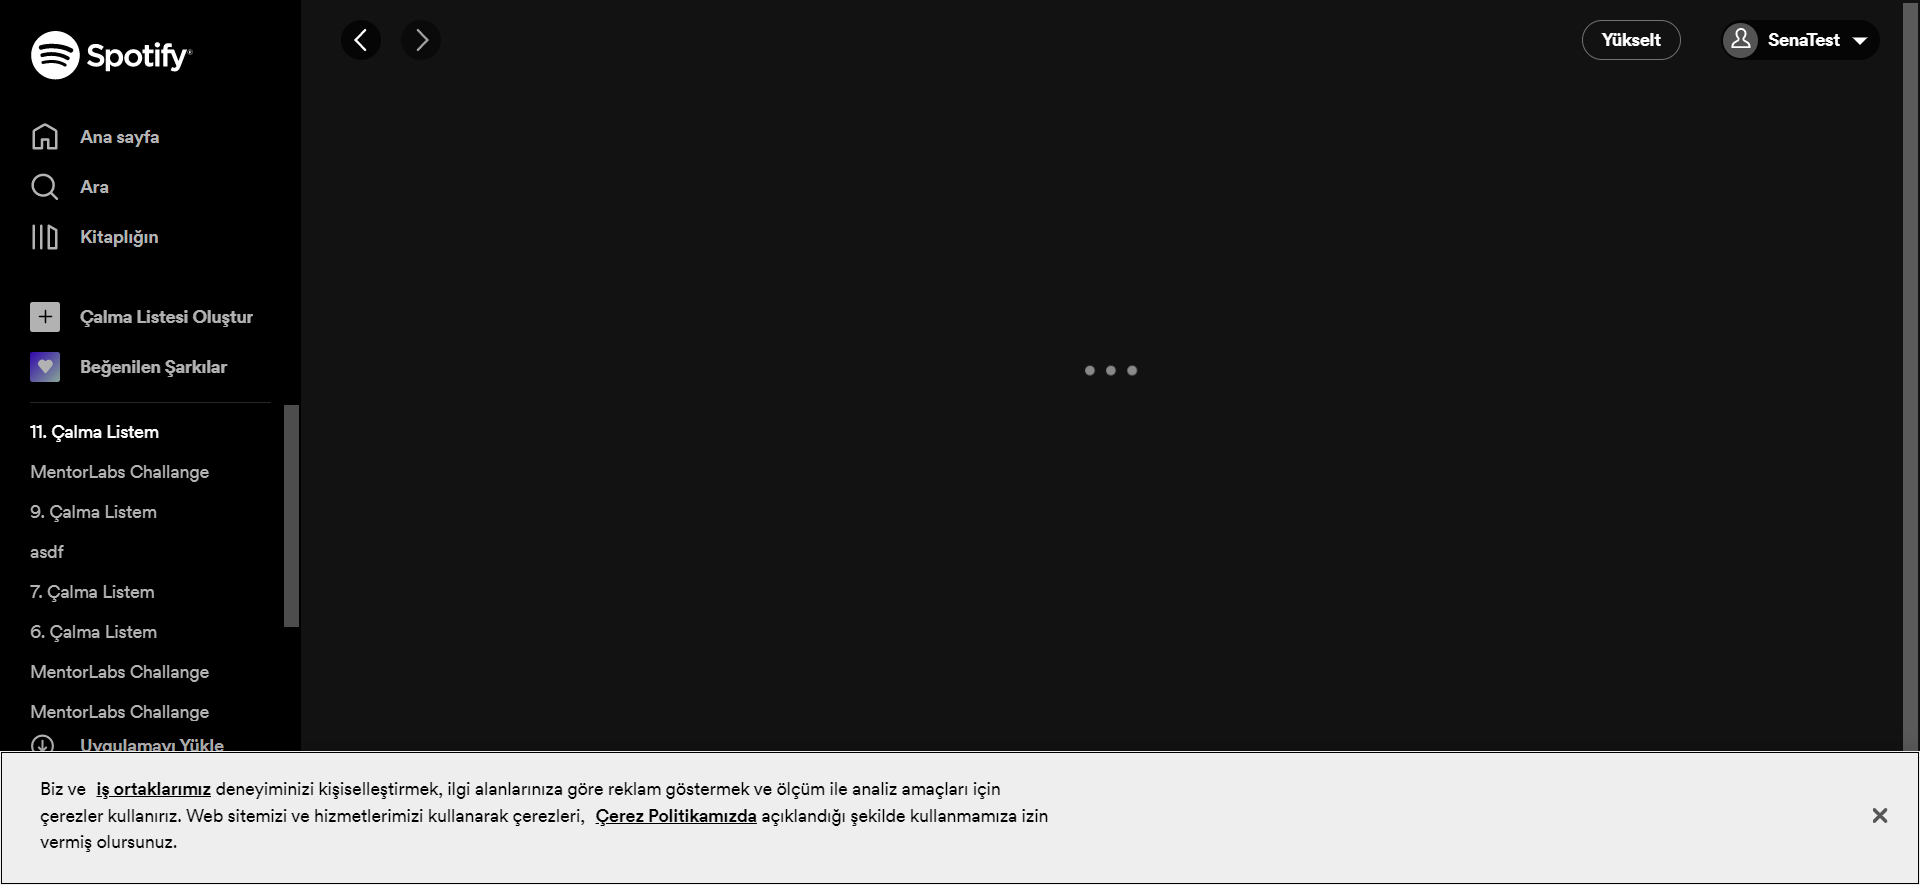 Spotify
Ana sayfa
Ara
Kitaplığın
Çalma Listesi Oluştur
Beğenilen Şarkılar
11. Çalma Listem
MentorLabs Challange
9. Çalma Listem
asdf
7. Çalma Listem
6. Çalma Listem
MentorLabs Challange
MentorLabs Challange
Uygulamayı Yükle
Yükselt
SenaTest
Biz ve iş ortaklarımız deneyiminizi kişiselleştirmek, ilgi alanlarınıza göre reklam göstermek ve ölçüm ile analiz amaçları için
çerezler kullanırız. Web sitemizi ve hizmetlerimizi kullanarak çerezleri, Çerez Politikamızda açıklandığı şekilde kullanmamıza izin
vermiş olursunuz.